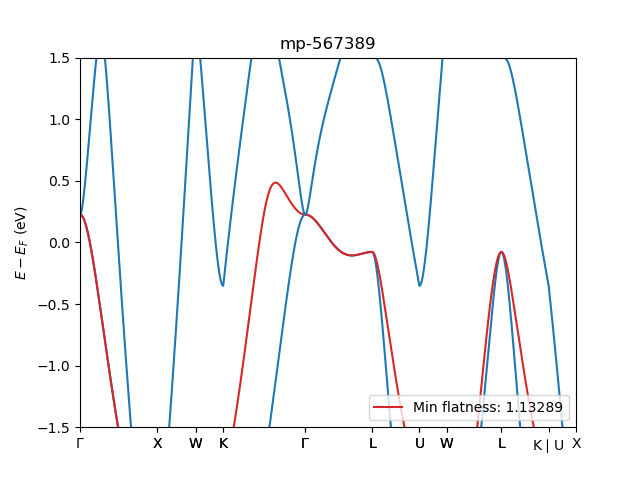 mp-567389
E − E_F (eV)
1.5
1.0
0.5
0.0
−0.5
−1.0
−1.5
Min flatness: 1.13289
Γ X W K Γ L U W L K | U X